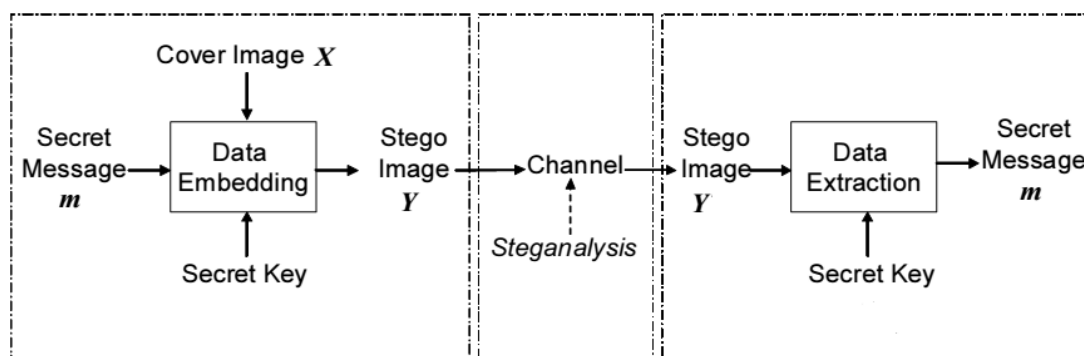 Cover Image X
Secret
Message
m
Data
Embedding
Secret Key
Stego
Image
Y
Channel
Steganalysis
Stego
Image
Y
Data
Extraction
Secret Key
Secret
Message
m